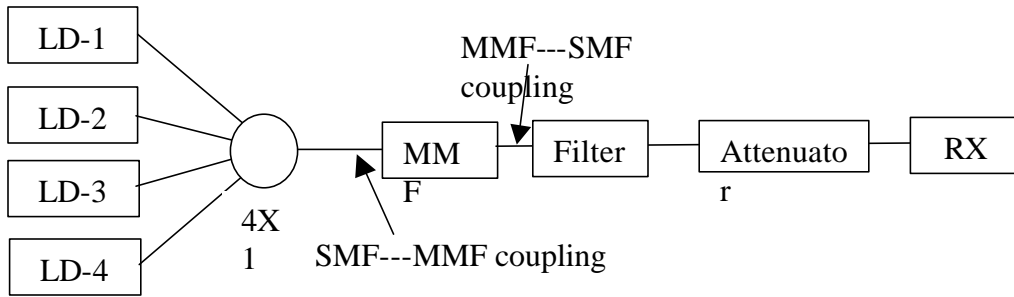 LD-1
LD-2
LD-3
LD-4
4X
1
SMF---MMF coupling
MM
F
MMF---SMF
coupling
Filter
Attenuato
r
RX